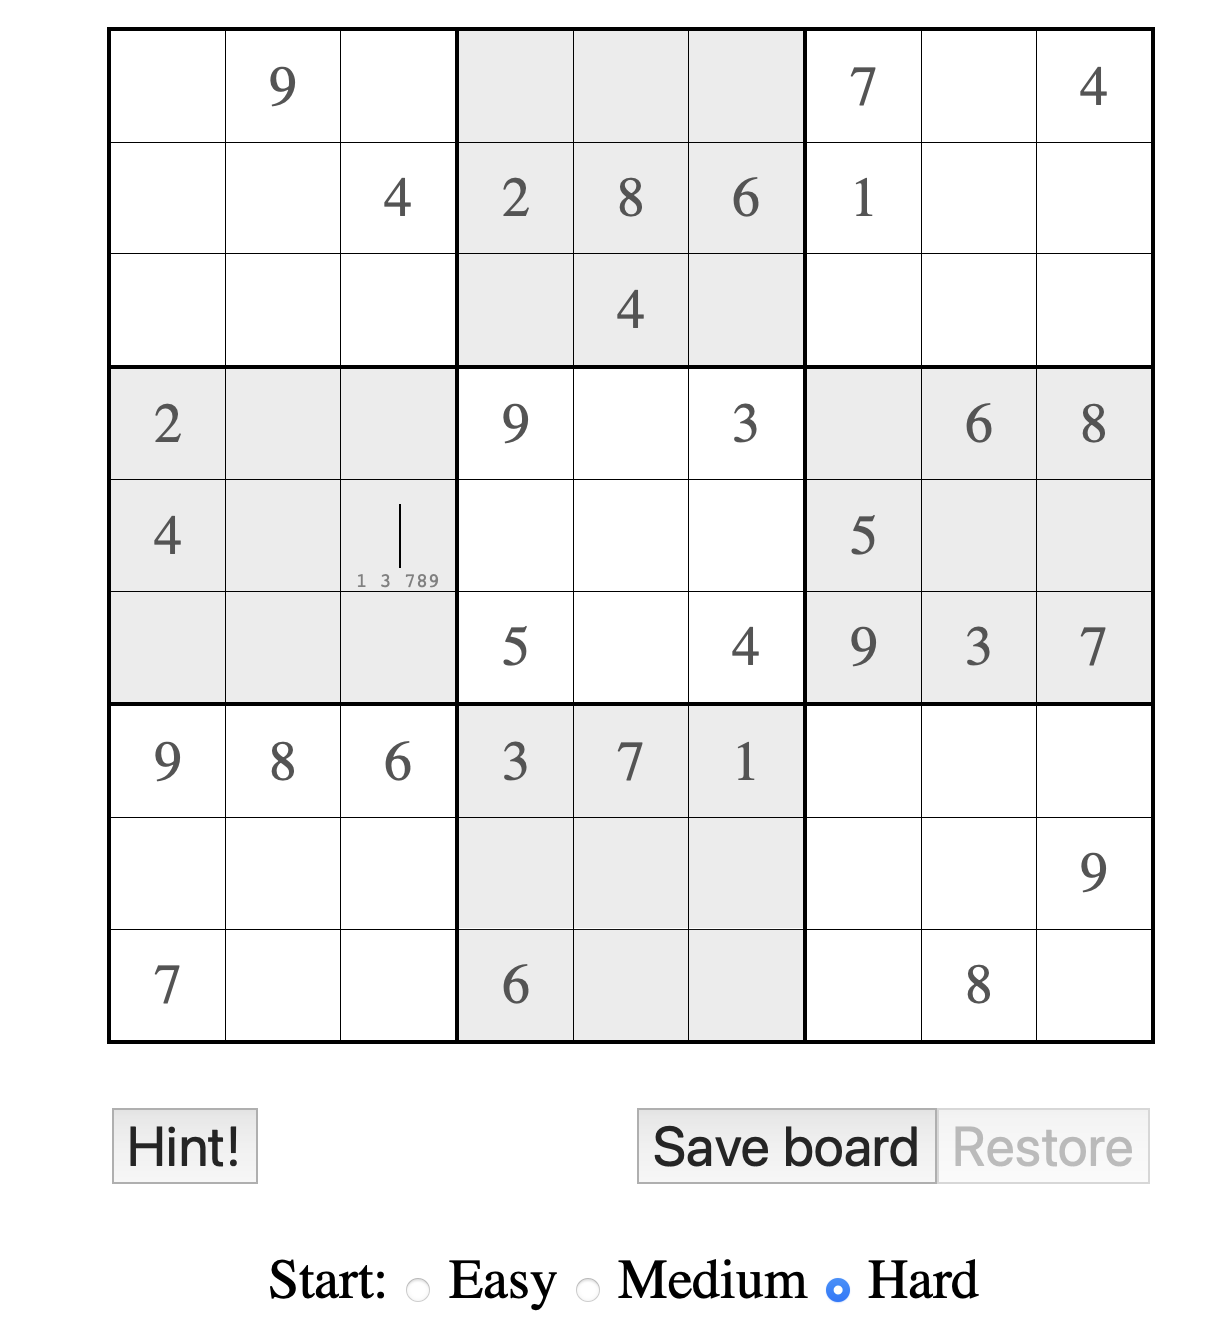 9 7 4
4 2 8 6 1
4
2 9 3 6 8
4 5
1 3 789
5 4 9 3 7
9 8 6 3 7 1
9
7 6 8
Hint! Save board Restore
Start: Easy Medium Hard